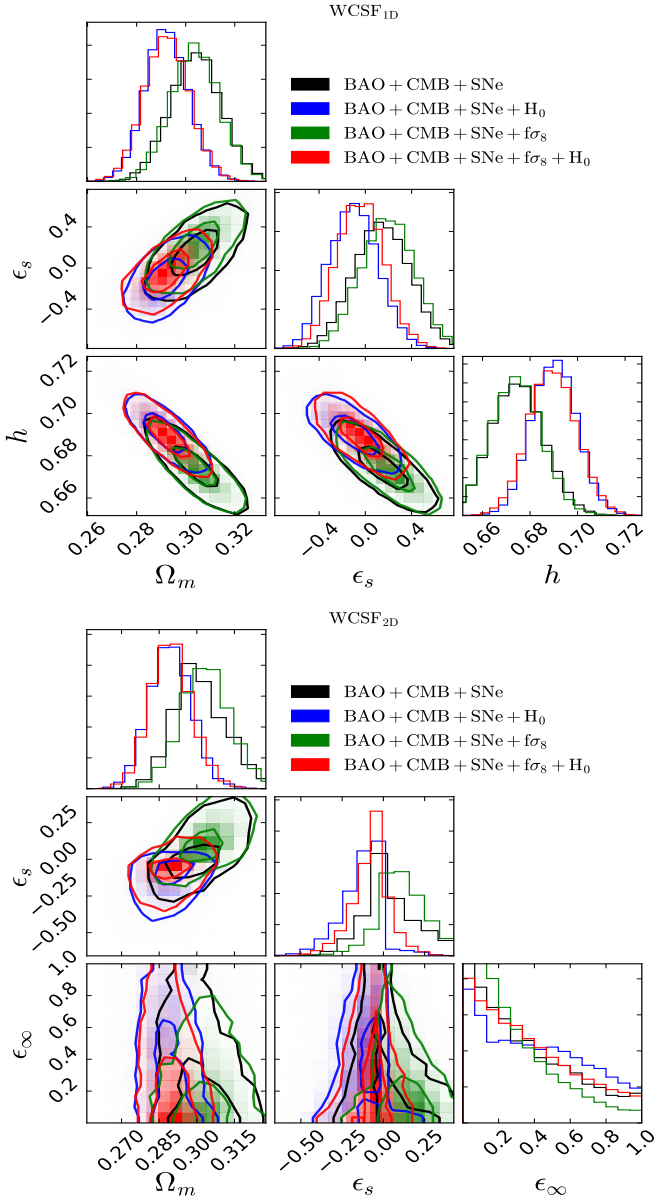 WCSF1D
BAO + CMB + SNe
BAO + CMB + SNe + H0
BAO + CMB + SNe + fσ8
BAO + CMB + SNe + fσ8 + H0
0.4
0.0
−0.4
ϵs
0.72
0.70
0.68
0.66
h
0.26 0.28 0.30 0.32
−0.4 0.0 0.4
0.66 0.68 0.70 0.72
Ωm ϵs h
WCSF2D
BAO + CMB + SNe
BAO + CMB + SNe + H0
BAO + CMB + SNe + fσ8
BAO + CMB + SNe + fσ8 + H0
0.25
0.00
−0.25
−0.50
ϵs
1.0
0.8
0.6
0.4
0.2
ϵ∞
0.270 0.285 0.300 0.315
−0.50 −0.25 0.00 0.25
0.2 0.4 0.6 0.8 1.0
Ωm ϵs ϵ∞